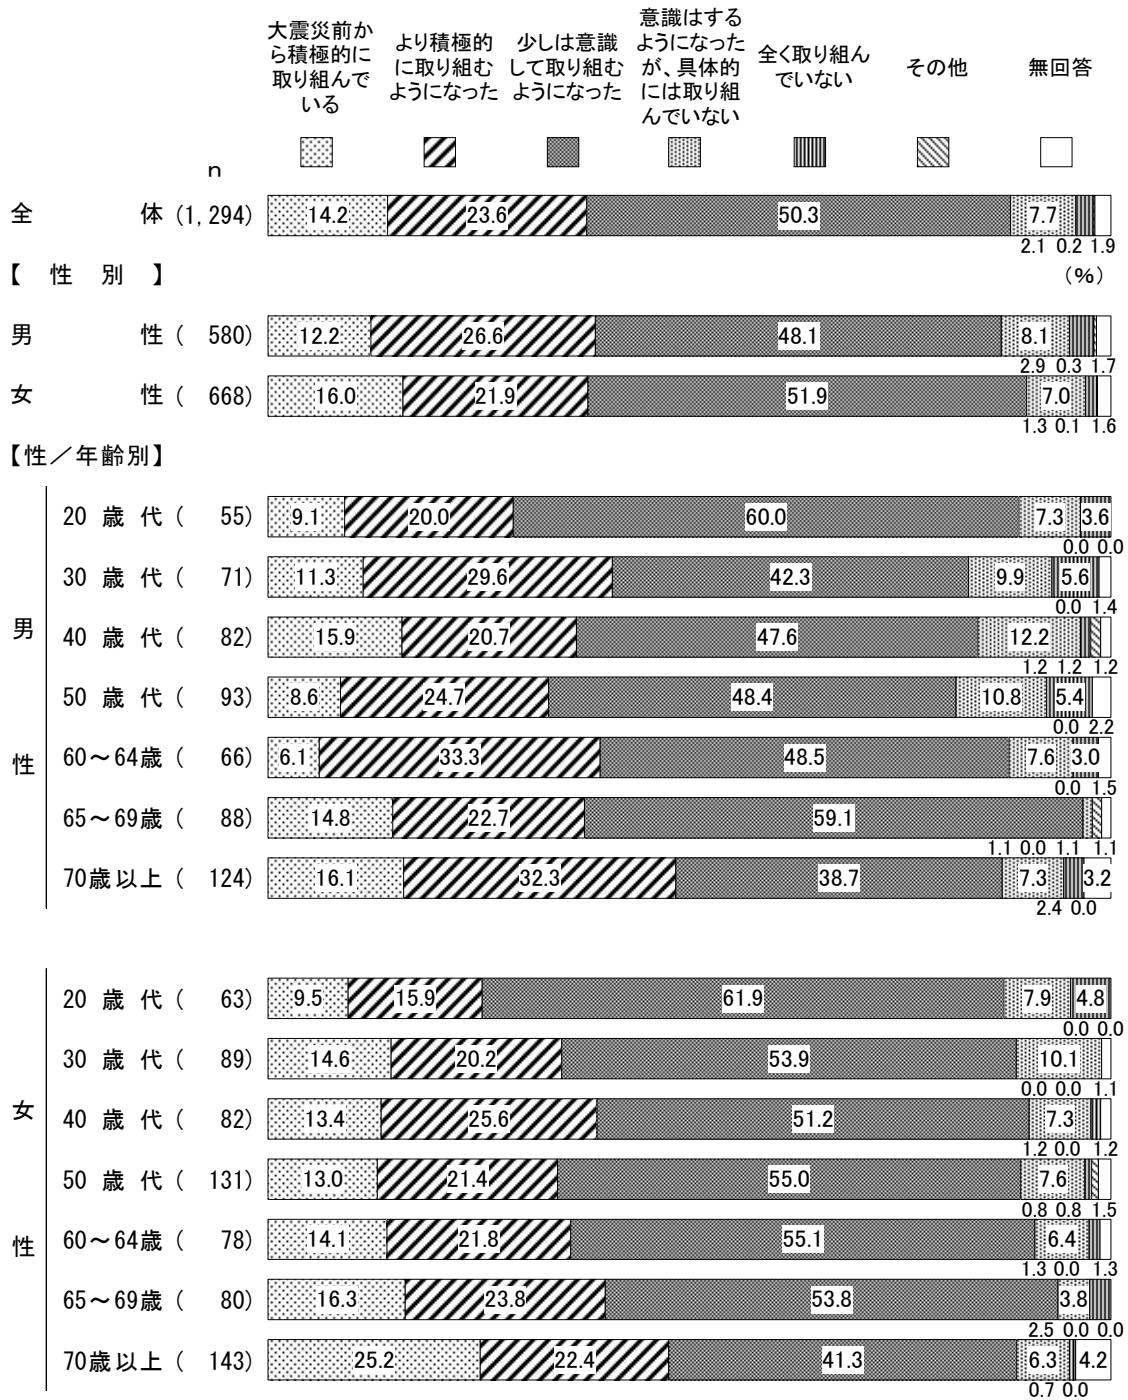 大震災前か
ら積極的に
取り組んで
いる
より積極的
に取り組む
ようになった
少しは意識
して取り組む
ようになった
意識はする
ようになった
が、具体的
には取り組
んでいない
全く取り組ん
でいない
その他
無回答
n
全 体 (1,294) 14.2 23.6 50.3 7.7
2.1 0.2 1.9
【 性 別 】 (%)
男 性 ( 580) 12.2 26.6 48.1 8.1
2.9 0.3 1.7
女 性 ( 668) 16.0 21.9 51.9 7.0
1.3 0.1 1.6
【性/年齢別】
男性
20 歳 代 ( 55) 9.1 20.0 60.0 7.3 3.6
0.0 0.0
30 歳 代 ( 71) 11.3 29.6 42.3 9.9 5.6
0.0 1.4
40 歳 代 ( 82) 15.9 20.7 47.6 12.2
1.2 1.2 1.2
50 歳 代 ( 93) 8.6 24.7 48.4 10.8 5.4
0.0 2.2
60~64歳 ( 66) 6.1 33.3 48.5 7.6 3.0
0.0 1.5
65~69歳 ( 88) 14.8 22.7 59.1
1.1 0.0 1.1 1.1
70歳以上 ( 124) 16.1 32.3 38.7 7.3 3.2
2.4 0.0
女性
20 歳 代 ( 63) 9.5 15.9 61.9 7.9 4.8
0.0 0.0
30 歳 代 ( 89) 14.6 20.2 53.9 10.1
0.0 0.0 1.1
40 歳 代 ( 82) 13.4 25.6 51.2 7.3
1.2 0.0 1.2
50 歳 代 ( 131) 13.0 21.4 55.0 7.6
0.8 0.8 1.5
60~64歳 ( 78) 14.1 21.8 55.1 6.4
1.3 0.0 1.3
65~69歳 ( 80) 16.3 23.8 53.8 3.8
2.5 0.0 0.0
70歳以上 ( 143) 25.2 22.4 41.3 6.3 4.2
0.7 0.0